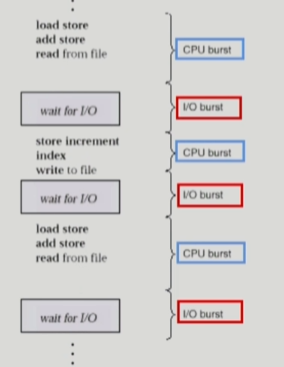 load store
add store
read from file
CPU burst
wait for I/O
I/O burst
store increment
index
write to file
CPU burst
wait for I/O
I/O burst
load store
add store
read from file
CPU burst
wait for I/O
I/O burst